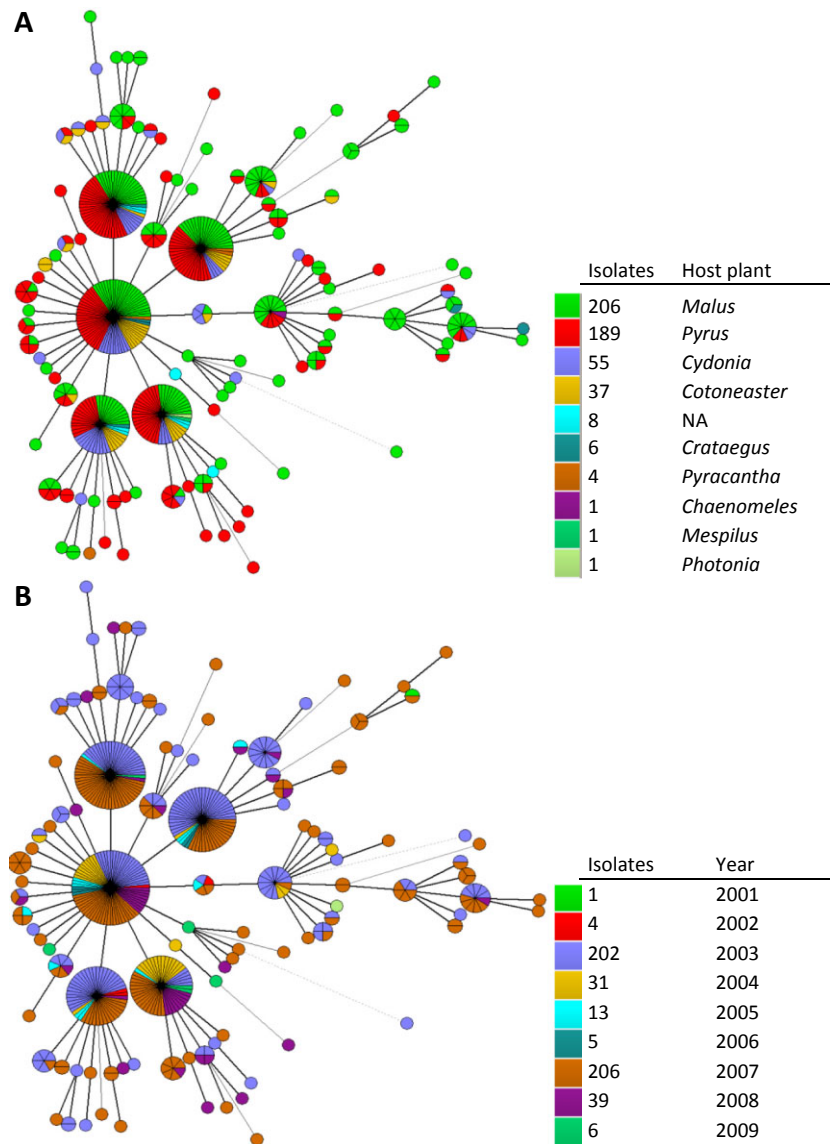 A
Isolates Host plant
206 Malus
189 Pyrus
55 Cydonia
37 Cotoneaster
8 NA
6 Crataegus
4 Pyracantha
1 Chaenomeles
1 Mespilus
1 Photonia
B
Isolates Year
1 2001
4 2002
202 2003
31 2004
13 2005
5 2006
206 2007
39 2008
6 2009